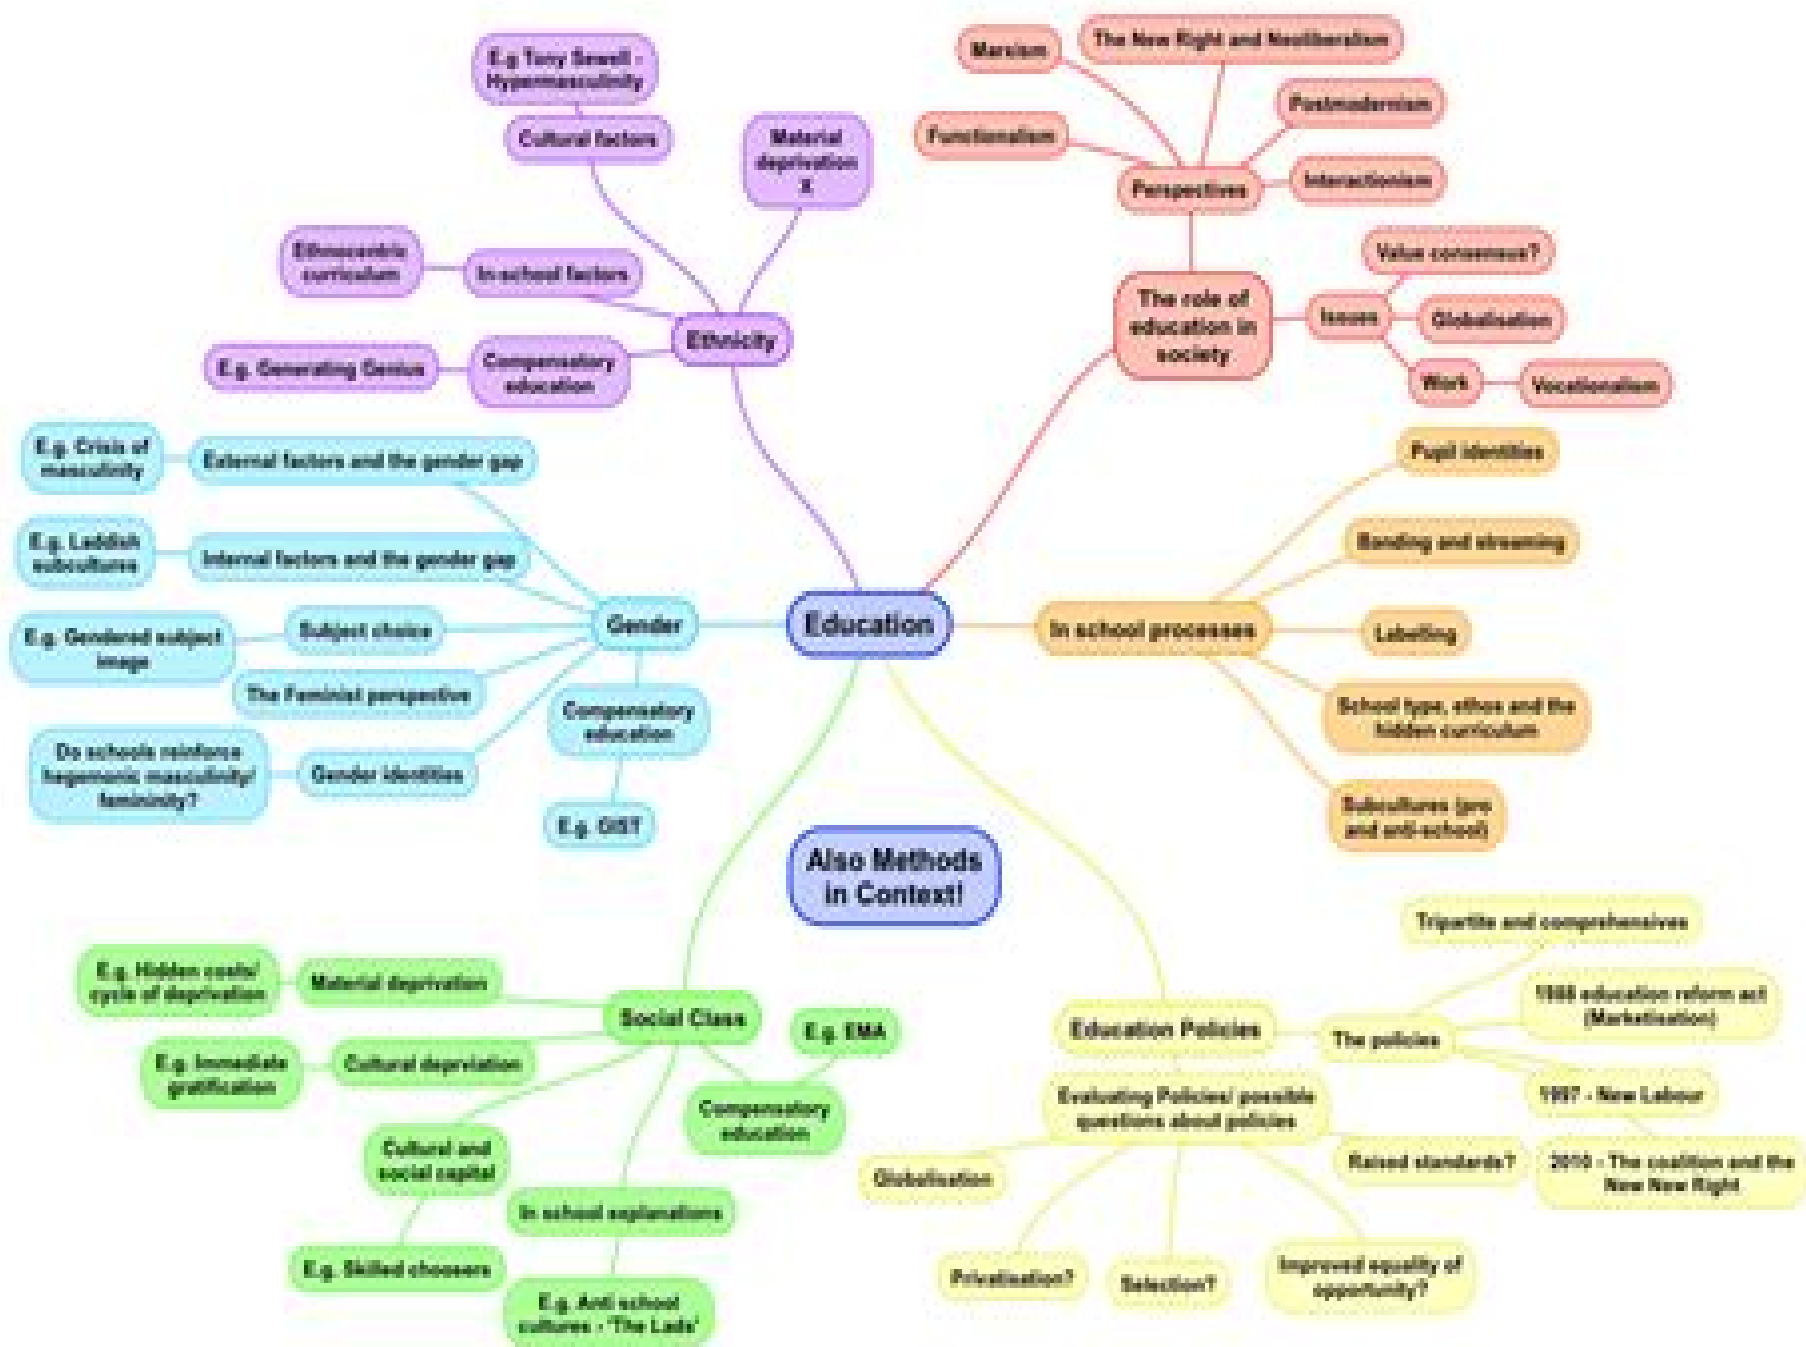 E.g Tony Sewell -
Hypermasculinity
Cultural factors
Material
deprivation
X
Ethnocentric
curriculum
In-school factors
Ethnicity
E.g. Generating Genius
Compensatory
education
Marxism
The New Right and Neoliberalism
Postmodernism
Functionalism
Perspectives
Interactionism
Value consensus?
The role of
education in
society
Issues
Globalisation
Work
Vocationalism
E.g. Crisis of
masculinity
External factors and the gender gap
E.g. Laddish
subcultures
Internal factors and the gender gap
E.g. Gendered subject
image
Subject choice
Gender
The Feminist perspective
Compensatory
education
Do schools reinforce
hegemonic masculinity/
femininity?
Gender identities
E.g. GIST
Education
Pupil identities
Banding and streaming
In school processes
Labelling
School type, ethos and the
hidden curriculum
Subcultures (pro
and anti-school)
Also Methods
in Context!
E.g. Hidden costs/
cycle of deprivation
Material deprivation
Social Class
E.g. EMA
E.g. Immediate
gratification
Cultural deprviation
Compensatory
education
Cultural and
social capital
In school explanations
E.g. Skilled choosers
E.g. Anti school
cultures - 'The Lads'
Tripartite and comprehensives
1988 education reform act
(Marketisation)
Education Policies
The policies
1997 - New Labour
Evaluating Policies/ possible
questions about policies
2010 - The coalition and the
New New Right
Raised standards?
Globalisation
Privatisation?
Selection?
Improved equality of
opportunity?